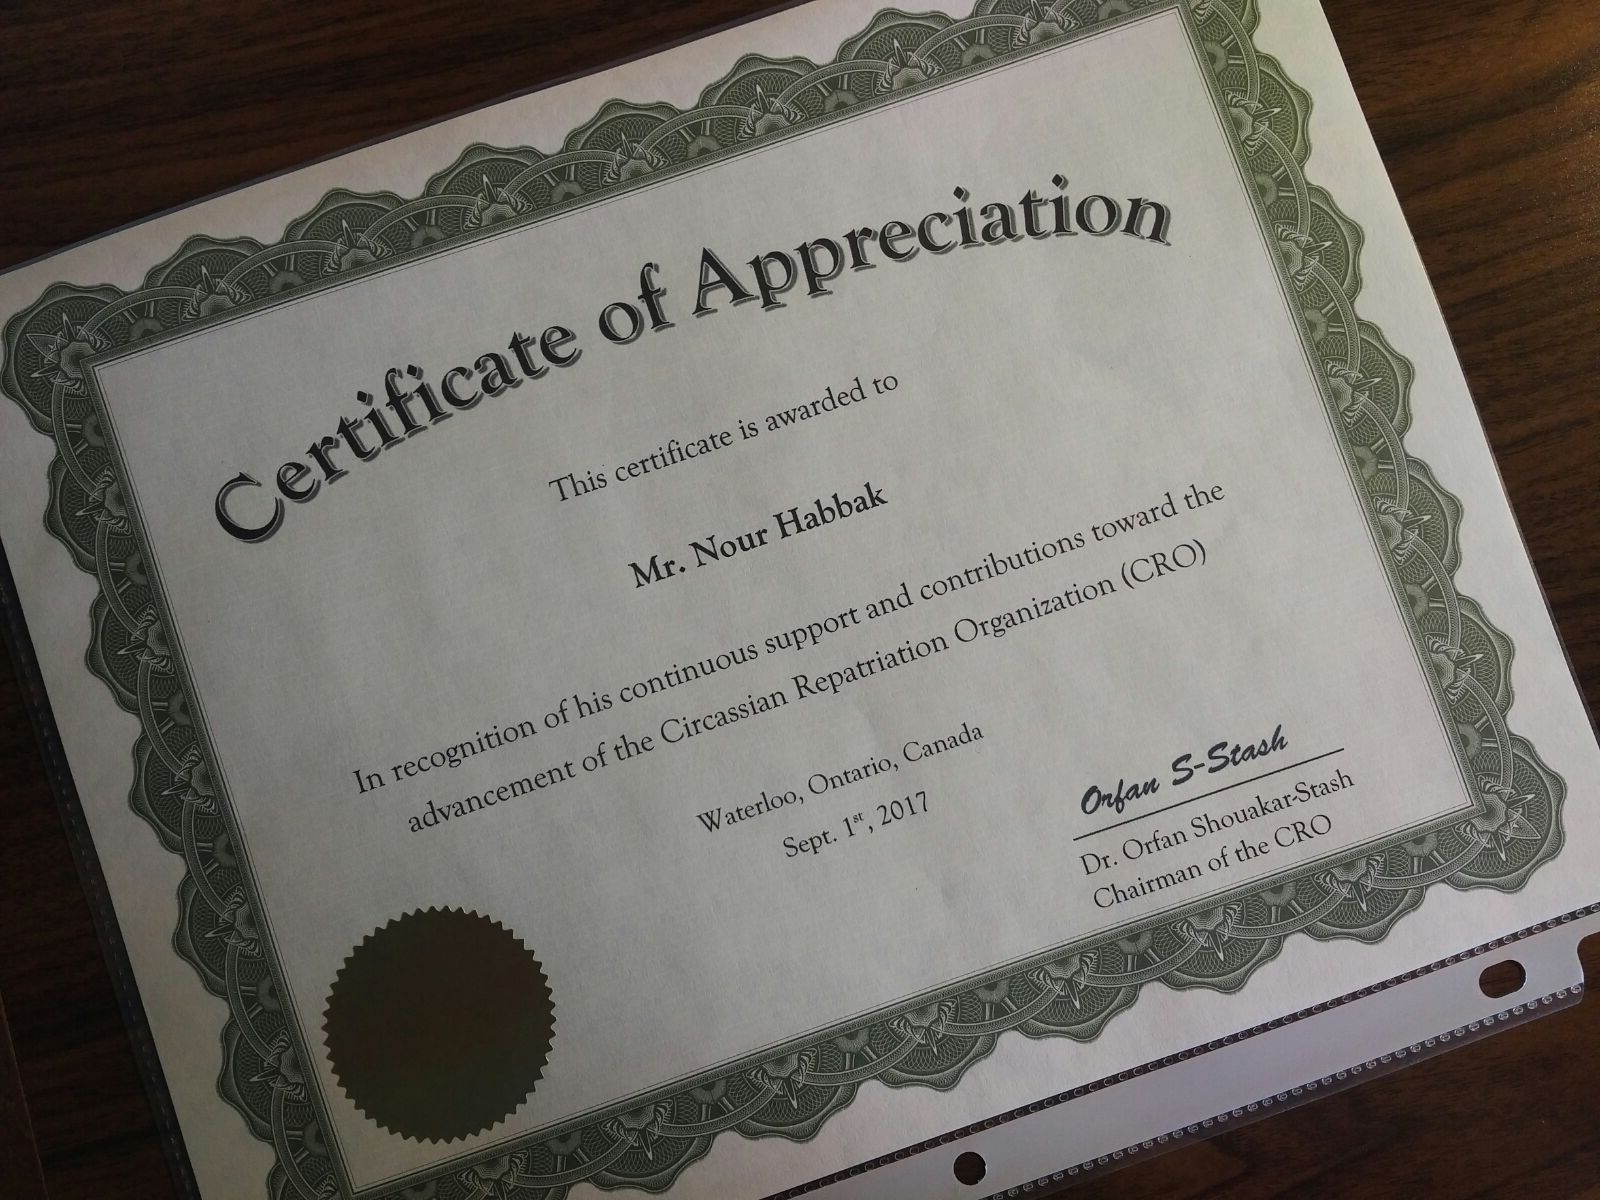 Certificate of Appreciation
This certificate is awarded to
Mr. Nour Habbak
In recognition of his continuous support and contributions toward the
advancement of the Circassian Repatriation Organization (CRO)
Waterloo, Ontario, Canada
Sept. 1st, 2017
Orfan S-Stash
Dr. Orfan Shouakar-Stash
Chairman of the CRO